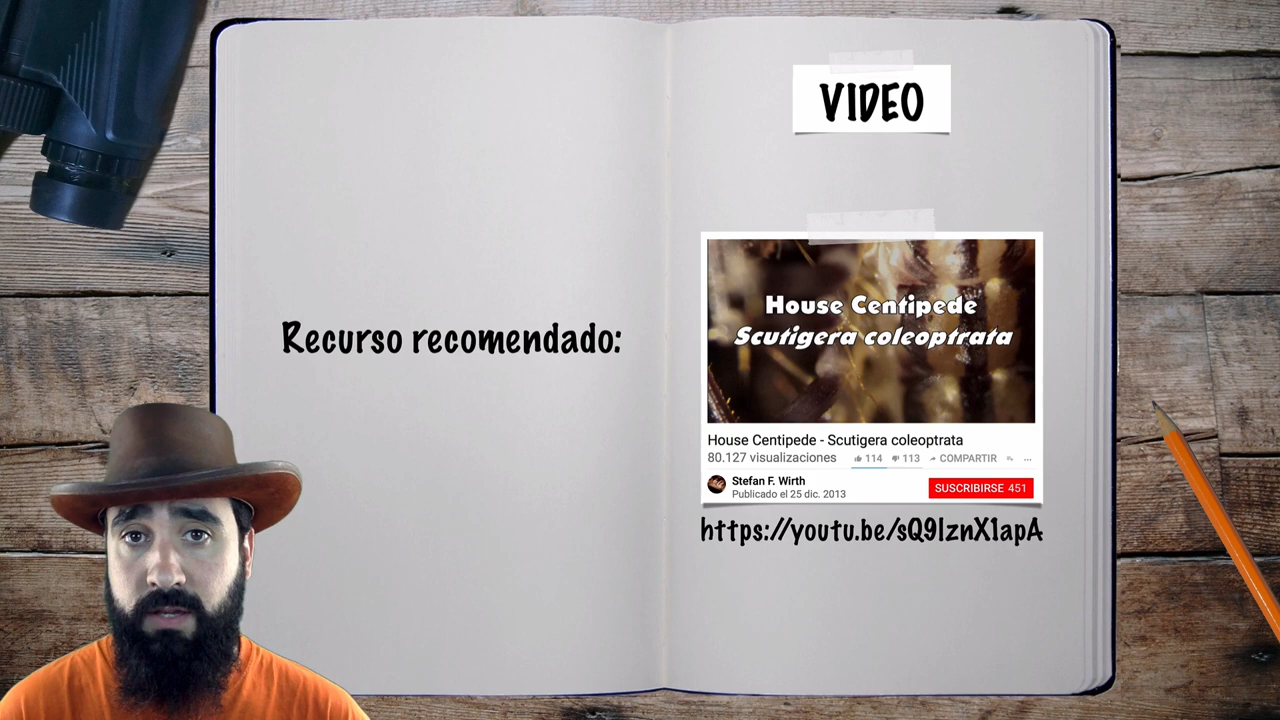 VIDEO
Recurso recomendado:
House Centipede
Scutigera coleoptrata
House Centipede - Scutigera coleoptrata
80.127 visualizaciones 114 113 COMPARTIR ...
Stefan F. Wirth
Publicado el 25 dic. 2013
SUSCRIBIRSE 451
https://youtu.be/sQ9IznX1apA